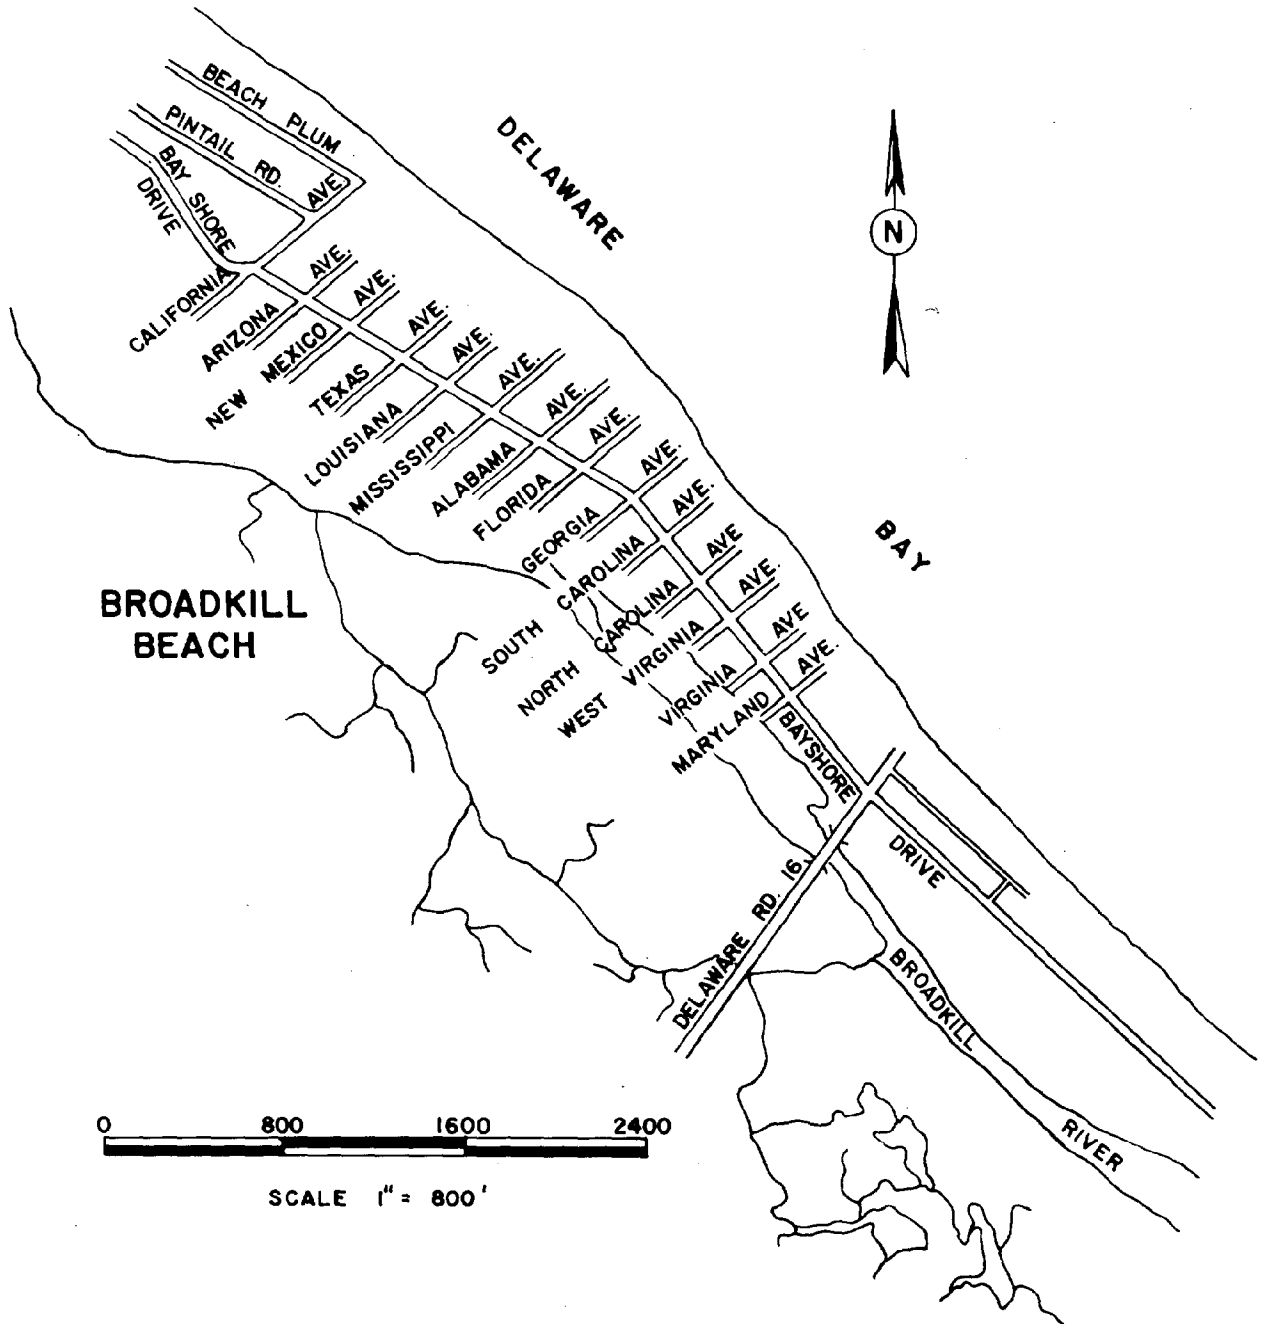 BEACH PLUM AVE.
PINTAIL RD.
BAY SHORE
DRIVE
DELAWARE
N
CALIFORNIA AVE.
ARIZONA AVE.
NEW MEXICO AVE.
TEXAS AVE.
LOUISIANA AVE.
MISSISSIPPI AVE.
ALABAMA AVE.
FLORIDA AVE.
GEORGIA AVE.
SOUTH CAROLINA AVE
NORTH CAROLINA AVE.
WEST VIRGINIA AVE
VIRGINIA AVE.
MARYLAND
BAY
BROADKILL
BEACH
BAYSHORE
DRIVE
DELAWARE RD. 16
BROADKILL
RIVER
0 800 1600 2400
SCALE 1" = 800'